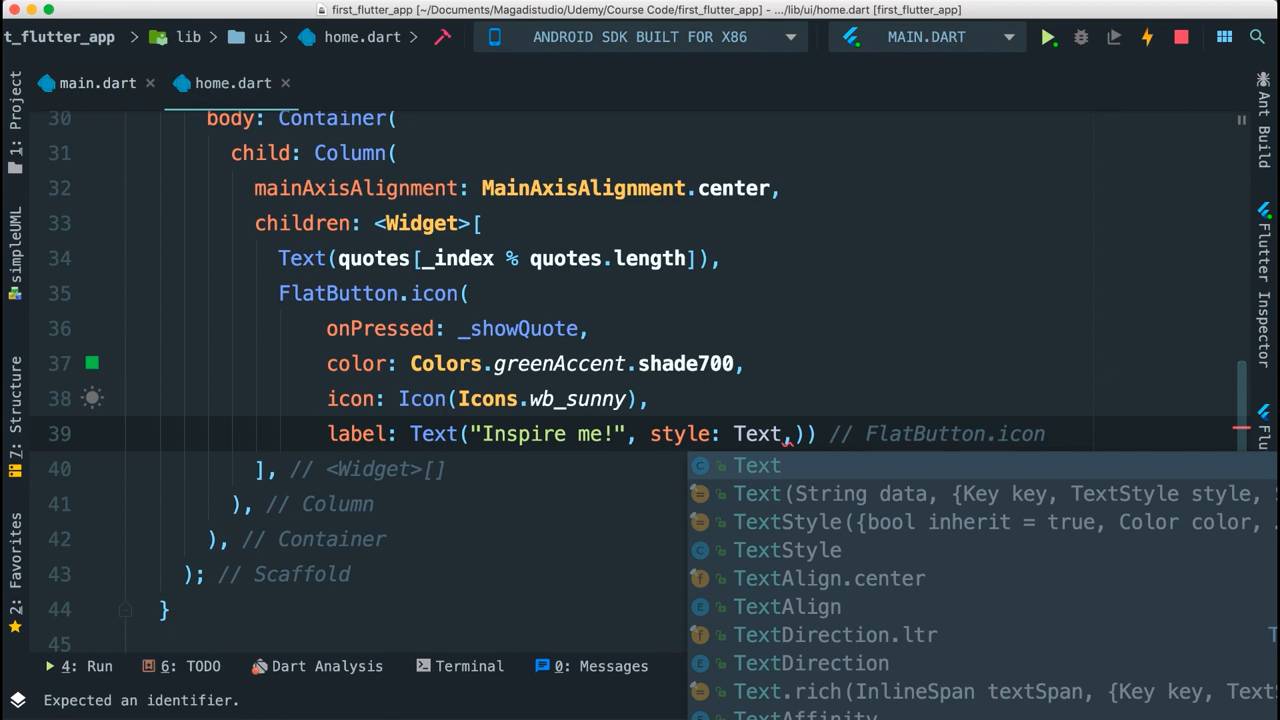 first_flutter_app [~/Documents/Magadistudio/Udemy/Course Code/first_flutter_app] - .../lib/ui/home.dart [first_flutter_app]
t_flutter_app lib ui home.dart ANDROID SDK BUILT FOR X86 MAIN.DART
main.dart home.dart
1: Project
simpleUML
7: Structure
2: Favorites
30 body: Container(
31 child: Column(
32 mainAxisAlignment: MainAxisAlignment.center,
33 children: <Widget>[
34 Text(quotes[_index % quotes.length]),
35 FlatButton.icon(
36 onPressed: _showQuote,
37 color: Colors.greenAccent.shade700,
38 icon: Icon(Icons.wb_sunny),
39 label: Text("Inspire me!", style: Text,)) // FlatButton.icon
40 ], // <Widget>[]
41 ), // Column
42 ), // Container
43 ); // Scaffold
44 }
45
Text
Text(String data, {Key key, TextStyle style,
TextStyle({bool inherit = true, Color color,
TextStyle
TextAlign.center
TextAlign
TextDirection.ltr
TextDirection
Text.rich(InlineSpan textSpan, {Key key, Text
TextAffinity
Ant Build
Flutter Inspector
Flu
4: Run 6: TODO Dart Analysis Terminal 0: Messages
Expected an identifier.